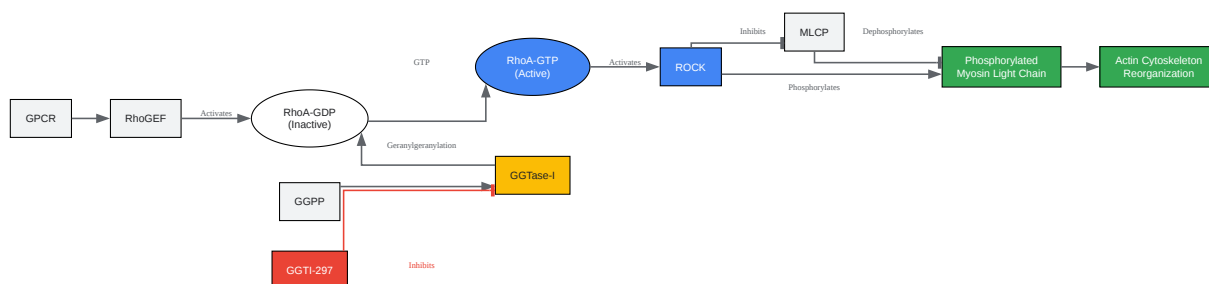 GPCR
RhoGEF
Activates
RhoA-GDP
(Inactive)
GTP
RhoA-GTP
(Active)
Activates
ROCK
Inhibits
MLCP
Dephosphorylates
Phosphorylates
Phosphorylated
Myosin Light Chain
Actin Cytoskeleton
Reorganization
Geranylgeranylation
GGTase-I
GGPP
GGTI-297
Inhibits